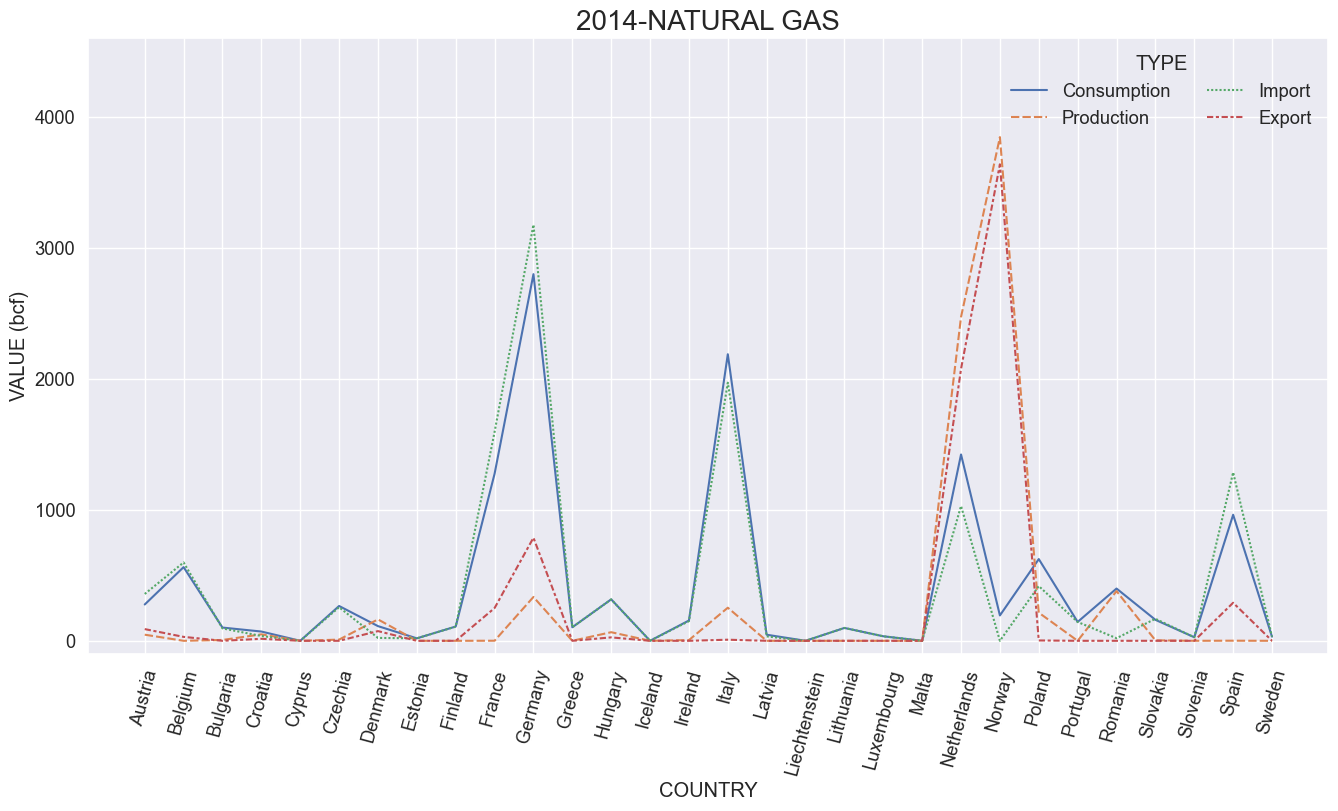 2014-NATURAL GAS
TYPE
Consumption
Production
Import
Export
VALUE (bcf)
4000
3000
2000
1000
0
Austria
Belgium
Bulgaria
Croatia
Cyprus
Czechia
Denmark
Estonia
Finland
France
Germany
Greece
Hungary
Iceland
Ireland
Italy
Latvia
Liechtenstein
Lithuania
Luxembourg
Malta
Netherlands
Norway
Poland
Portugal
Romania
Slovakia
Slovenia
Spain
Sweden
COUNTRY